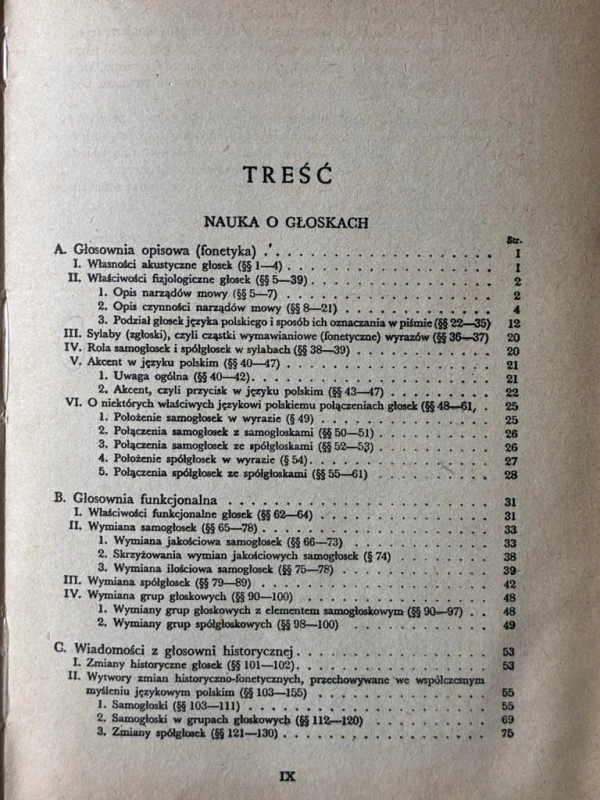 TREŚĆ
NAUKA O GŁOSKACH
Str.
A. Głosownia opisowa (fonetyka) . . . . . . . . . . . . . 1
I. Własności akustyczne głosek (§§ 1—4) . . . . . . . . . . . . 1
II. Właściwości fizjologiczne głosek (§§ 5—39) . . . . . . . . . . 2
1. Opis narządów mowy (§§ 5—7) . . . . . . . . . . . . 2
2. Opis czynności narządów mowy (§§ 8—21) . . . . . . . . . 4
3. Podział głosek języka polskiego i sposób ich oznaczania w piśmie (§§ 22—35) 12
III. Sylaby (zgłoski), czyli cząstki wymawianiowe (fonetyczne) wyrazów (§§ 36—37) 20
IV. Rola samogłosek i spółgłosek w sylabach (§§ 38—39) . . . . . . . 20
V. Akcent w języku polskim (§§ 40—47) . . . . . . . . . . . . 21
1. Uwaga ogólna (§§ 40—42) . . . . . . . . . . . . . . 21
2. Akcent, czyli przycisk w języku polskim (§§ 43—47) . . . . . . 22
VI. O niektórych właściwych językowi polskiemu połączeniach głosek (§§ 48—61, . 25
1. Położenie samogłosek w wyrazie (§ 49) . . . . . . . . . . 25
2. Połączenia samogłosek z samogłoskami (§§ 50—51) . . . . . . . 26
3. Połączenia samogłosek ze spółgłoskami (§§ 52—53) . . . . . . . 26
4. Położenie spółgłosek w wyrazie (§ 54) . . . . . . . . . . . 27
5. Połączenia spółgłosek ze spółgłoskami (§§ 55—61) . . . . . . . 28
B. Głosownia funkcjonalna . . . . . . . . . . . . . . . 31
I. Właściwości funkcjonalne głosek (§§ 62—64) . . . . . . . . . . 31
II. Wymiana samogłosek (§§ 65—78) . . . . . . . . . . . . . 33
1. Wymiana jakościowa samogłosek (§§ 66—73) . . . . . . . . . 33
2. Skrzyżowania wymian jakościowych samogłosek (§ 74) . . . . . . 38
3. Wymiana ilościowa samogłosek (§§ 75—78) . . . . . . . . . 39
III. Wymiana spółgłosek (§§ 79—89) . . . . . . . . . . . . . 42
IV. Wymiana grup głoskowych (§§ 90—100) . . . . . . . . . . . 48
1. Wymiany grup głoskowych z elementem samogłoskowym (§§ 90—97) . . 48
2. Wymiany grup spółgłoskowych (§§ 98—100) . . . . . . . . . 49
C. Wiadomości z głosowni historycznej . . . . . . . . . . . . 53
I. Zmiany historyczne głosek (§§ 101—102) . . . . . . . . . . . 53
II. Wytwory zmian historyczno-fonetycznych, przechowywane we współczesnym
myśleniu językowym polskim (§§ 103—155) . . . . . . . . . . 55
1. Samogłoski (§§ 103—111) . . . . . . . . . . . . . . 55
2. Samogłoski w grupach głoskowych (§§ 112—120) . . . . . . . . 69
3. Zmiany spółgłosek (§§ 121—130) . . . . . . . . . . . . 75
IX